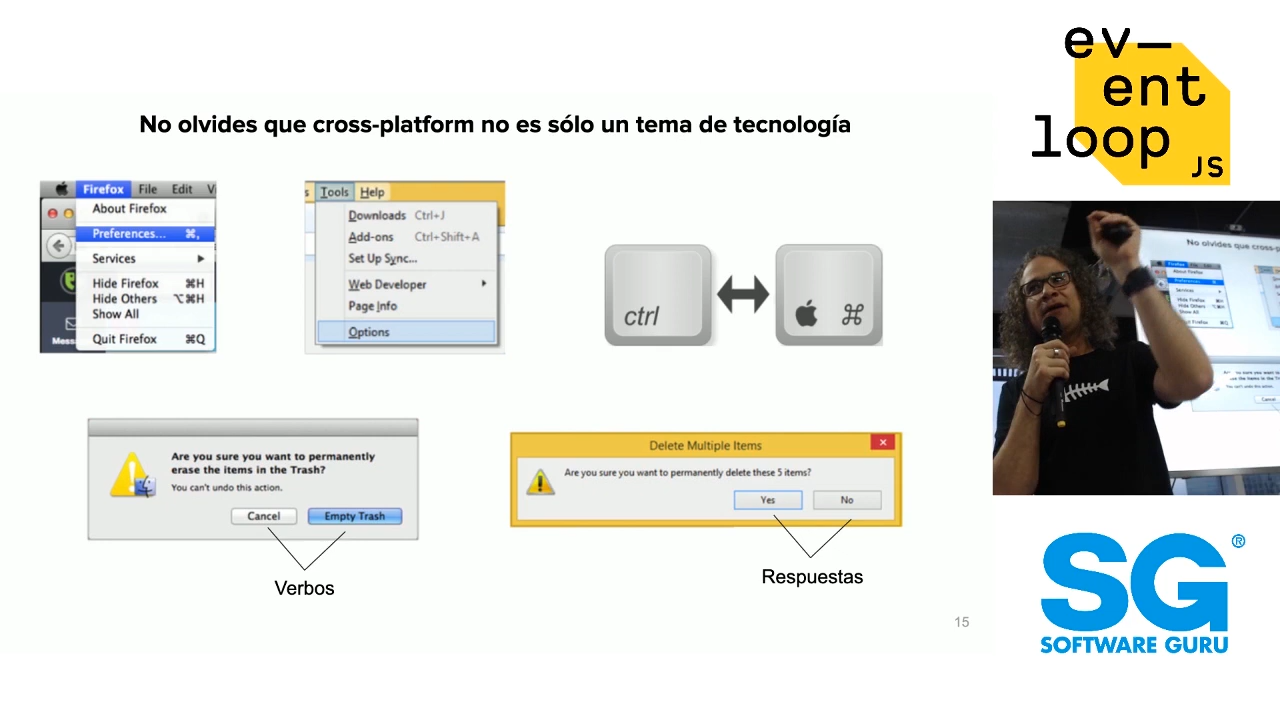 No olvides que cross-platform no es sólo un tema de tecnología
Firefox File Edit
About Firefox
Preferences... ⌘,
Services
Hide Firefox ⌘H
Hide Others ⌥⌘H
Show All
Quit Firefox ⌘Q
Tools Help
Downloads Ctrl+J
Add-ons Ctrl+Shift+A
Set Up Sync...
Web Developer
Page Info
Options
ctrl
⌘
Are you sure you want to permanently
erase the items in the Trash?
You can't undo this action.
Cancel Empty Trash
Verbos
Delete Multiple Items
Are you sure you want to permanently delete these 5 items?
Yes No
Respuestas
15
ev—
ent
loop
JS
No olvides que cross-p
SG®
SOFTWARE GURU